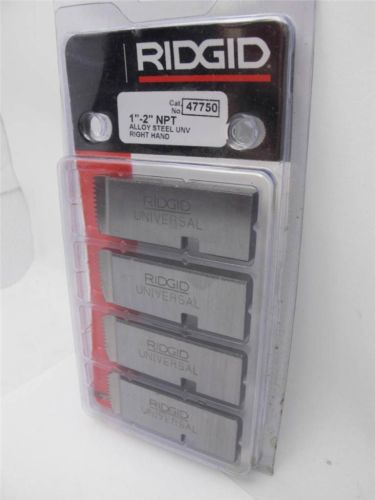 RIDGID
Cat. No. 47750
1"-2" NPT
ALLOY STEEL UNV
RIGHT HAND
RIDGID
UNIVERSAL
RIDGID
UNIVERSAL
RIDGID
UNIVERSAL
RIDGID
UNIVERSAL